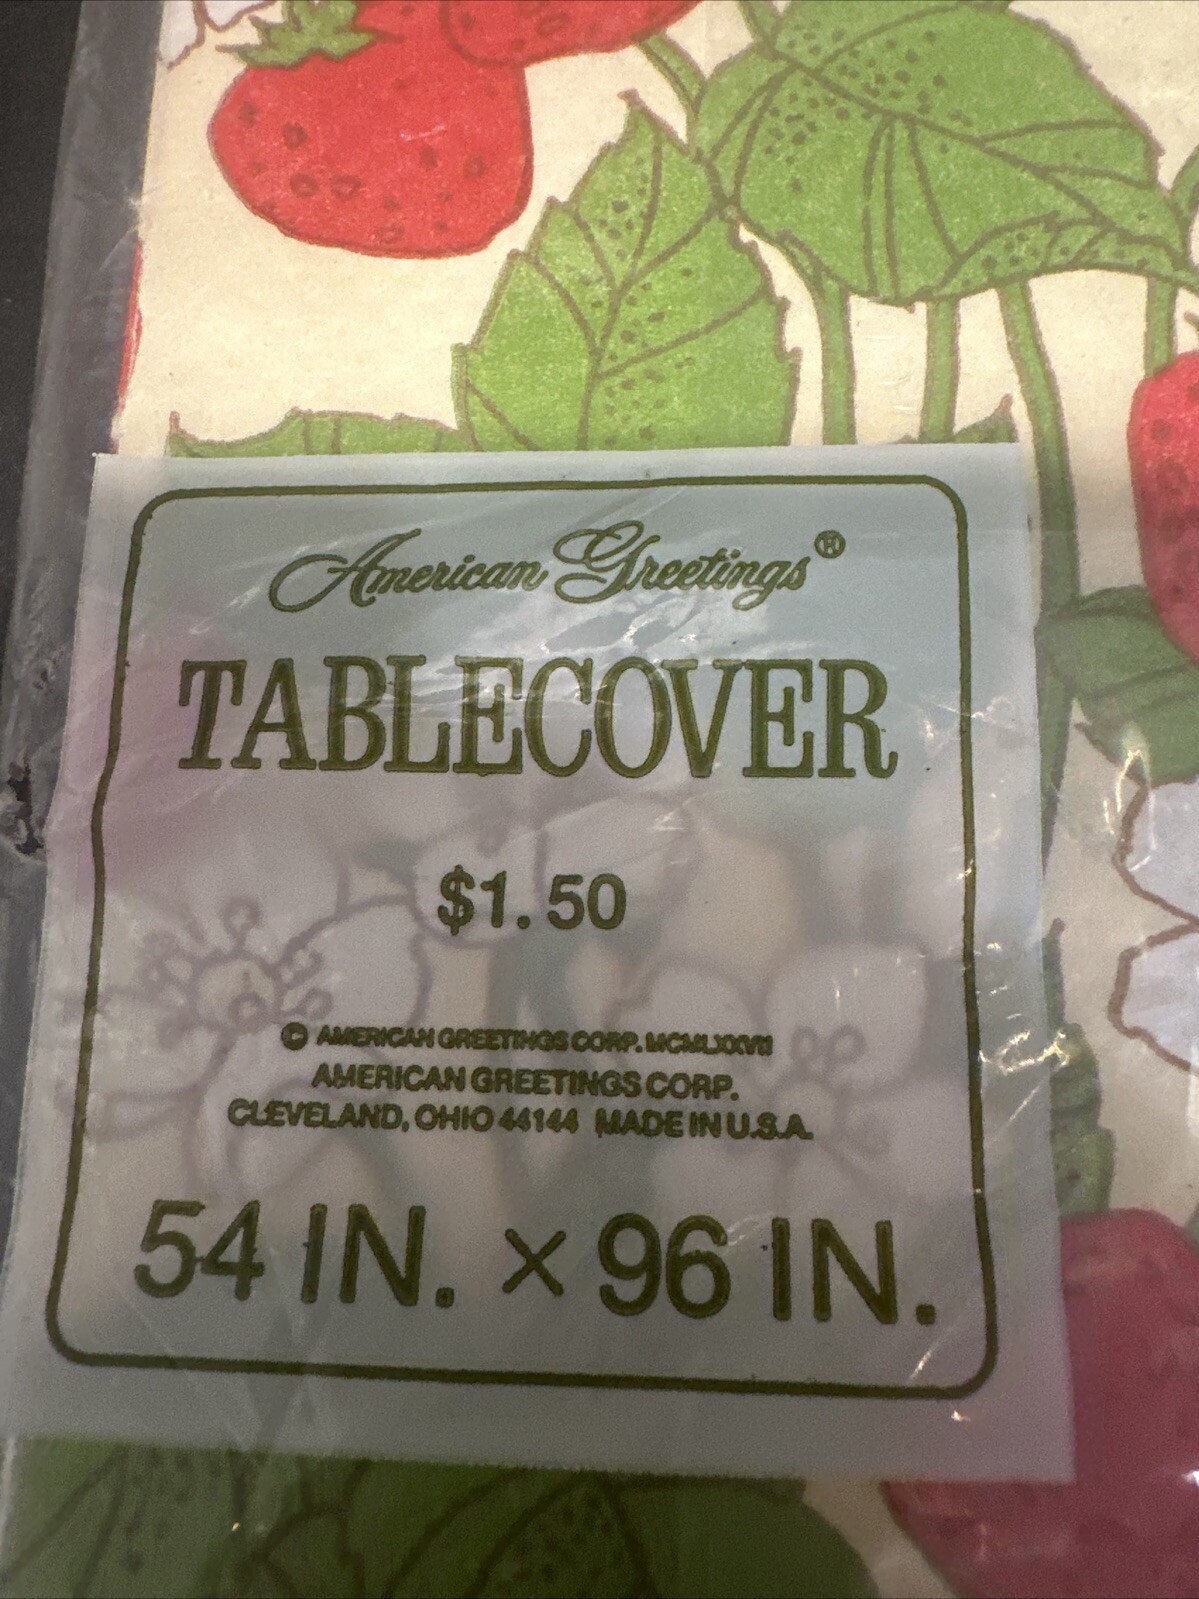 American Greetings®
TABLECOVER
$1.50
© AMERICAN GREETINGS CORP. MCMLXXVII
AMERICAN GREETINGS CORP.
CLEVELAND, OHIO 44144 MADE IN U.S.A.
54 IN. × 96 IN.